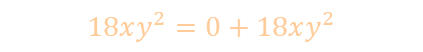 18xy² = 0 + 18xy²